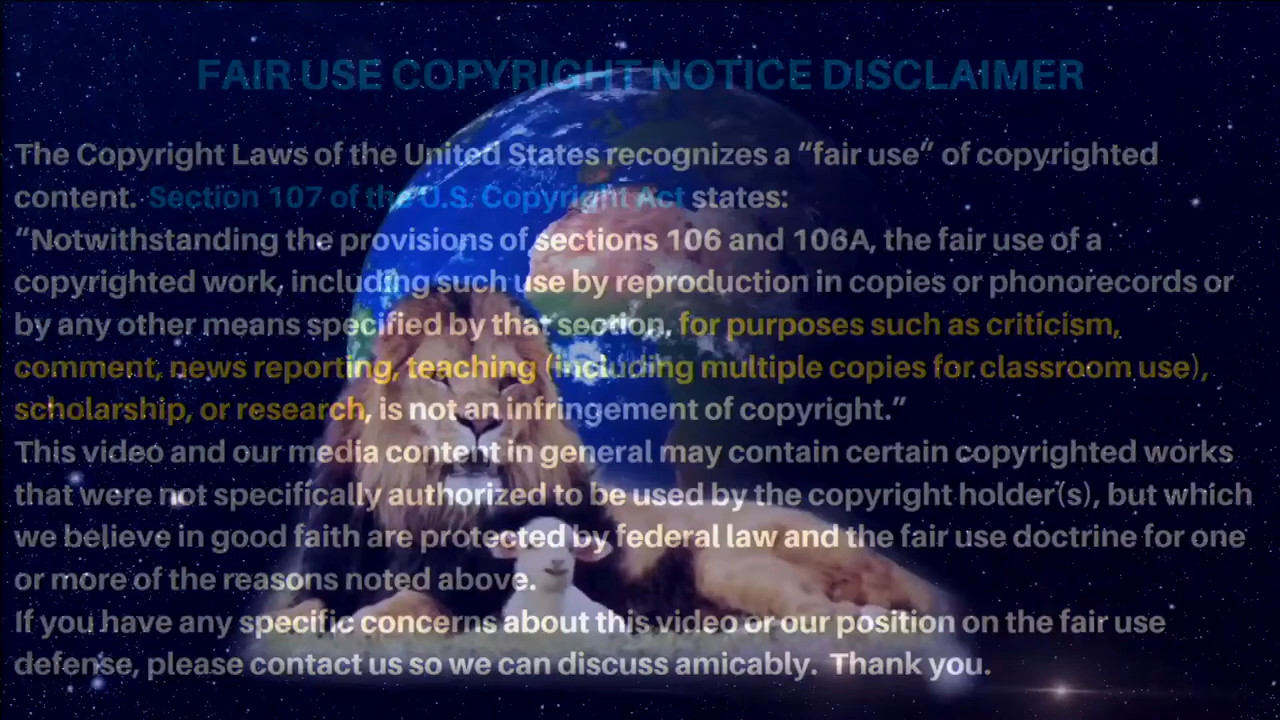 FAIR USE COPYRIGHT NOTICE DISCLAIMER
The Copyright Laws of the United States recognizes a “fair use” of copyrighted
content. Section 107 of the U.S. Copyright Act states:
“Notwithstanding the provisions of sections 106 and 106A, the fair use of a
copyrighted work, including such use by reproduction in copies or phonorecords or
by any other means specified by that section, for purposes such as criticism,
comment, news reporting, teaching (including multiple copies for classroom use),
scholarship, or research, is not an infringement of copyright.”
This video and our media content in general may contain certain copyrighted works
that were not specifically authorized to be used by the copyright holder(s), but which
we believe in good faith are protected by federal law and the fair use doctrine for one
or more of the reasons noted above.
If you have any specific concerns about this video or our position on the fair use
defense, please contact us so we can discuss amicably. Thank you.